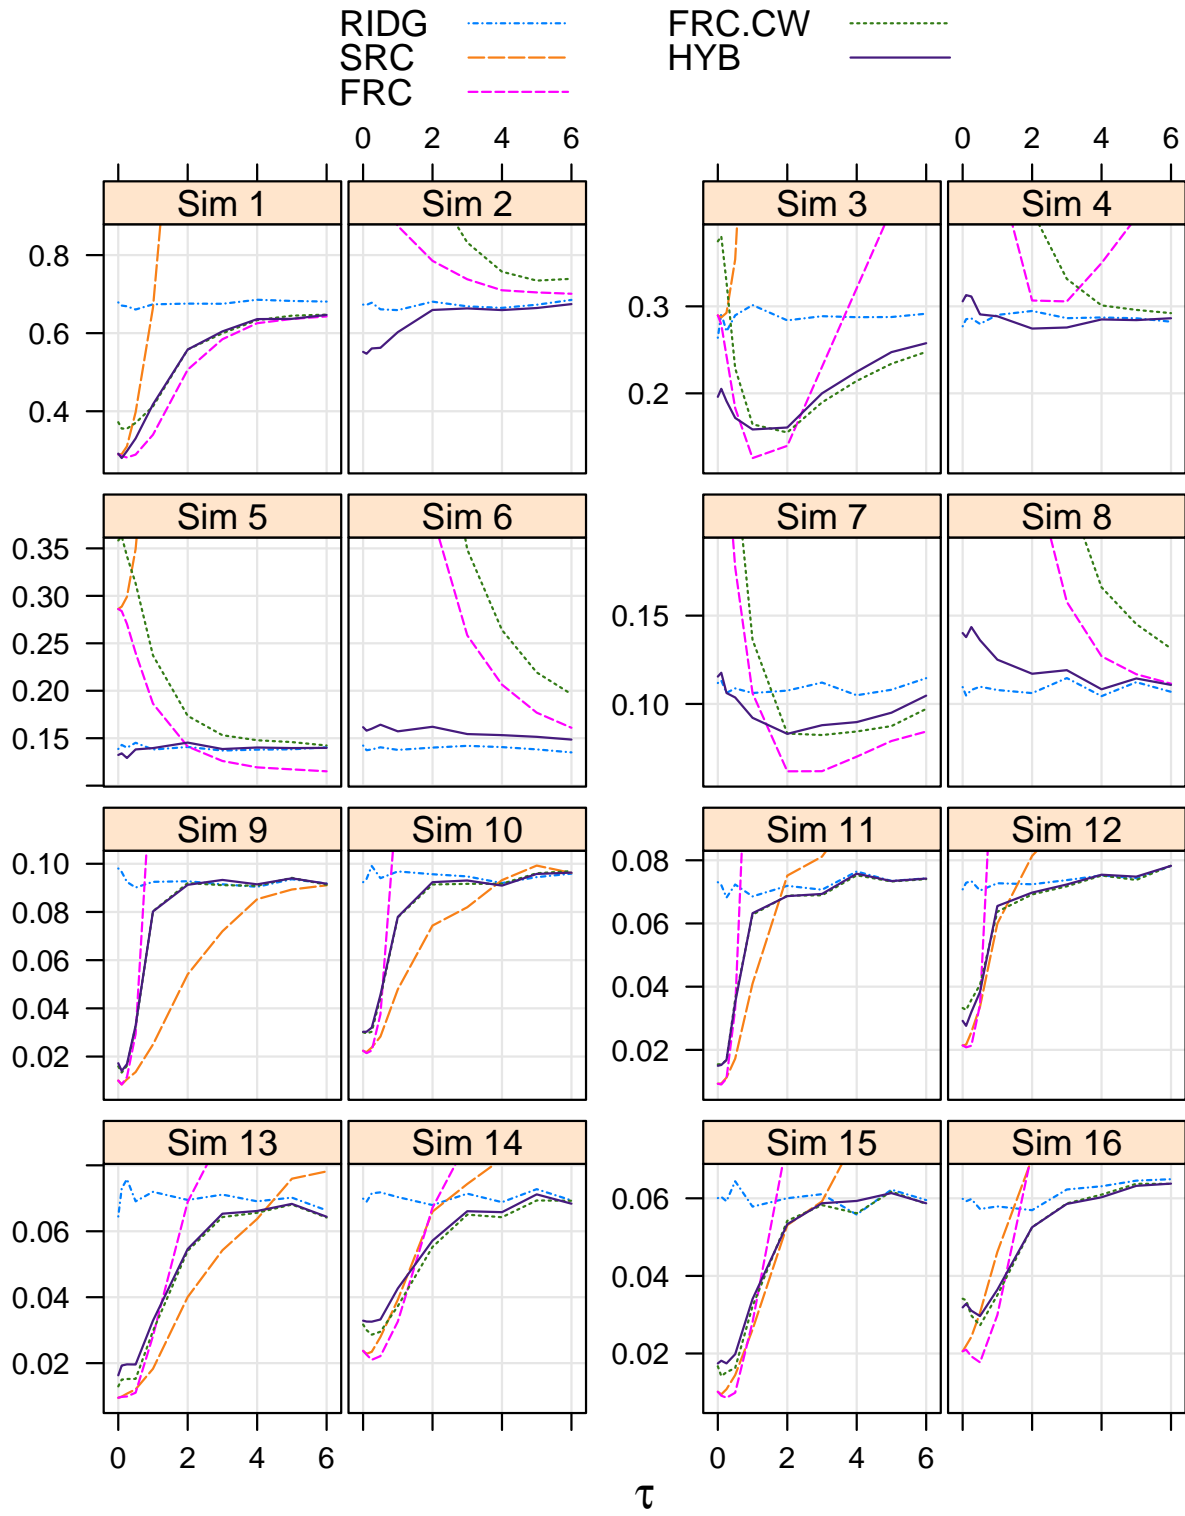 RIDG
SRC
FRC
FRC.CW
HYB
0 2 4 6
0 2 4 6
Sim 1
Sim 2
Sim 3
Sim 4
0.8
0.6
0.4
0.3
0.2
Sim 5
Sim 6
Sim 7
Sim 8
0.35
0.30
0.25
0.20
0.15
0.15
0.10
Sim 9
Sim 10
Sim 11
Sim 12
0.10
0.08
0.06
0.04
0.02
0.08
0.06
0.04
0.02
Sim 13
Sim 14
Sim 15
Sim 16
0.06
0.04
0.02
0.06
0.04
0.02
0 2 4 6
0 2 4 6
τ